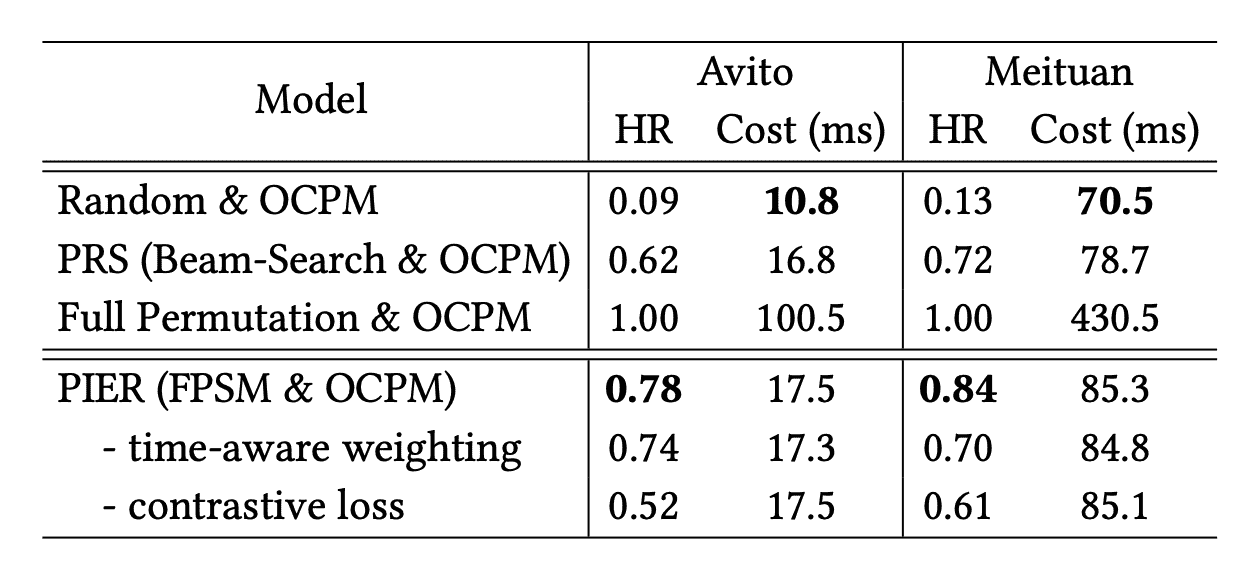 Model Avito Meituan
HR Cost (ms) HR Cost (ms)
Random & OCPM 0.09 10.8 0.13 70.5
PRS (Beam-Search & OCPM) 0.62 16.8 0.72 78.7
Full Permutation & OCPM 1.00 100.5 1.00 430.5
PIER (FPSM & OCPM) 0.78 17.5 0.84 85.3
- time-aware weighting 0.74 17.3 0.70 84.8
- contrastive loss 0.52 17.5 0.61 85.1